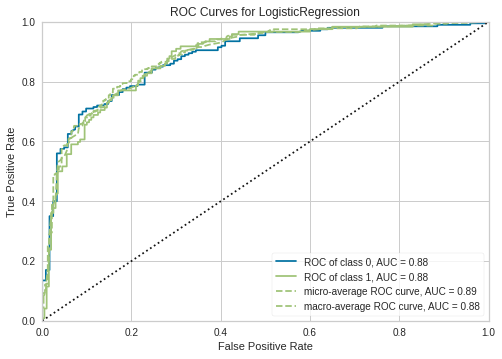 ROC Curves for LogisticRegression
1.0
0.8
0.6
0.4
0.2
0.0
True Positive Rate
0.0 0.2 0.4 0.6 0.8 1.0
False Positive Rate
ROC of class 0, AUC = 0.88
ROC of class 1, AUC = 0.88
micro-average ROC curve, AUC = 0.89
macro-average ROC curve, AUC = 0.88